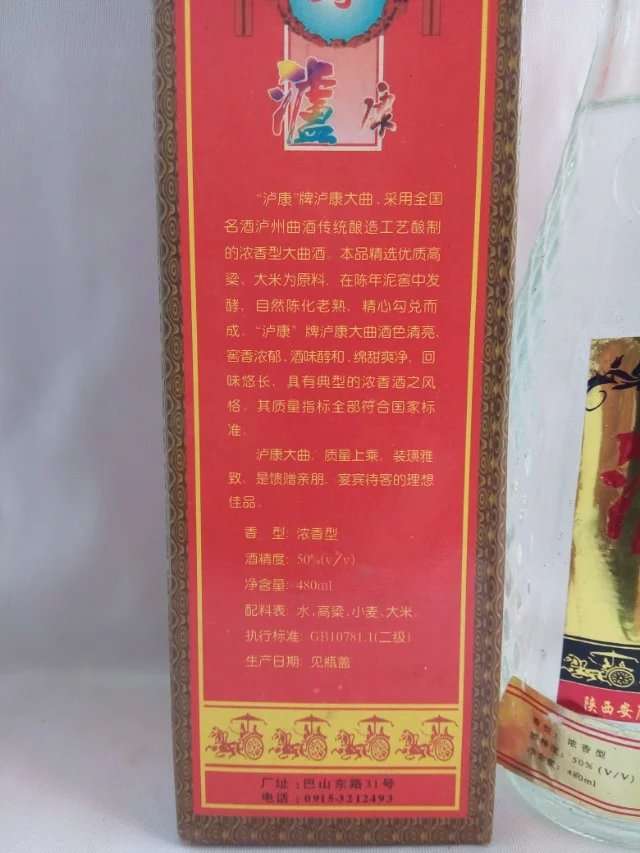 泸康
"泸康"牌泸康大曲，采用全国
名酒泸州曲酒传统酿造工艺酿制
的浓香型大曲酒。本品精选优质高
粱、大米为原料，在陈年泥窖中发
酵，自然陈化老熟，精心勾兑而
成。"泸康"牌泸康大曲酒色清亮、
窖香浓郁，酒味醇和，绵甜爽净，回
味悠长，具有典型的浓香酒之风
格，其质量指标全部符合国家标
准。
泸康大曲，质量上乘，装璜雅
致，是馈赠亲朋、宴宾待客的理想
佳品。
香　型：浓香型
酒精度：50%(v/v)
净含量：480ml
配料表：水，高粱，小麦、大米
执行标准：GB10781.1(二级)
生产日期：见瓶盖
厂址：巴山东路31号
电话：0915-3212493
陕西安
香型：浓香型
酒精度：50%(V/V)
净含量：480ml